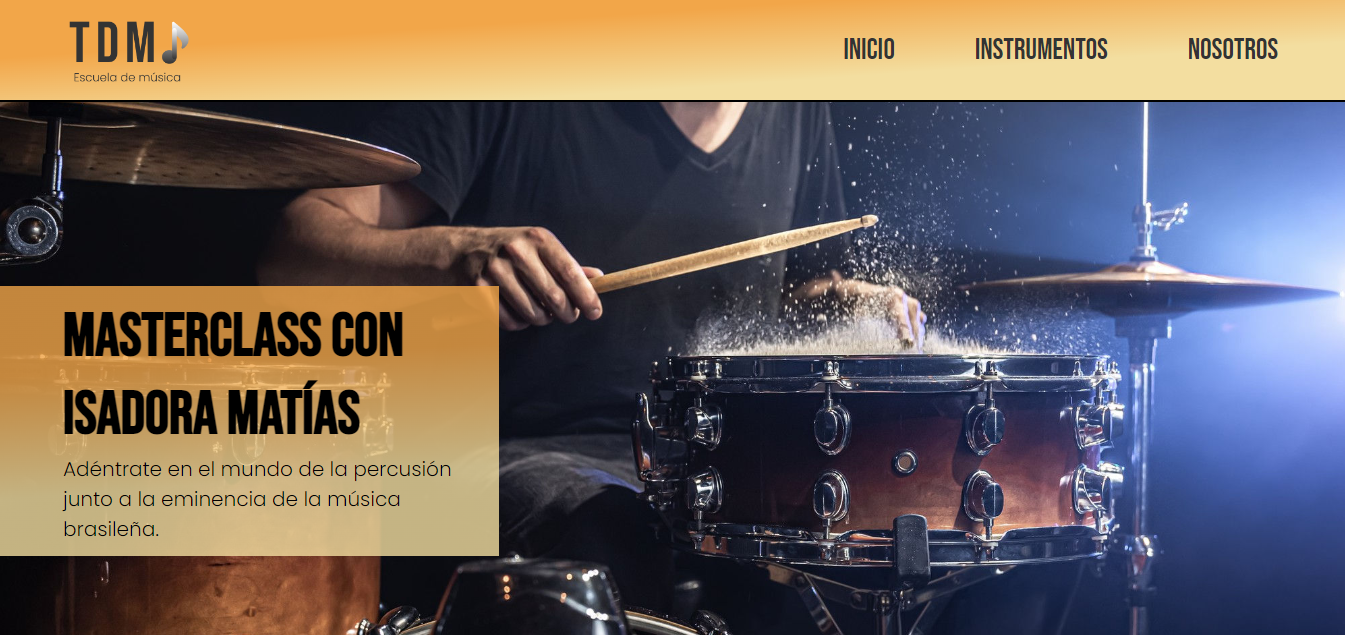 TDM
Escuela de música
INICIO INSTRUMENTOS NOSOTROS
MASTERCLASS CON
ISADORA MATÍAS
Adéntrate en el mundo de la percusión
junto a la eminencia de la música
brasileña.